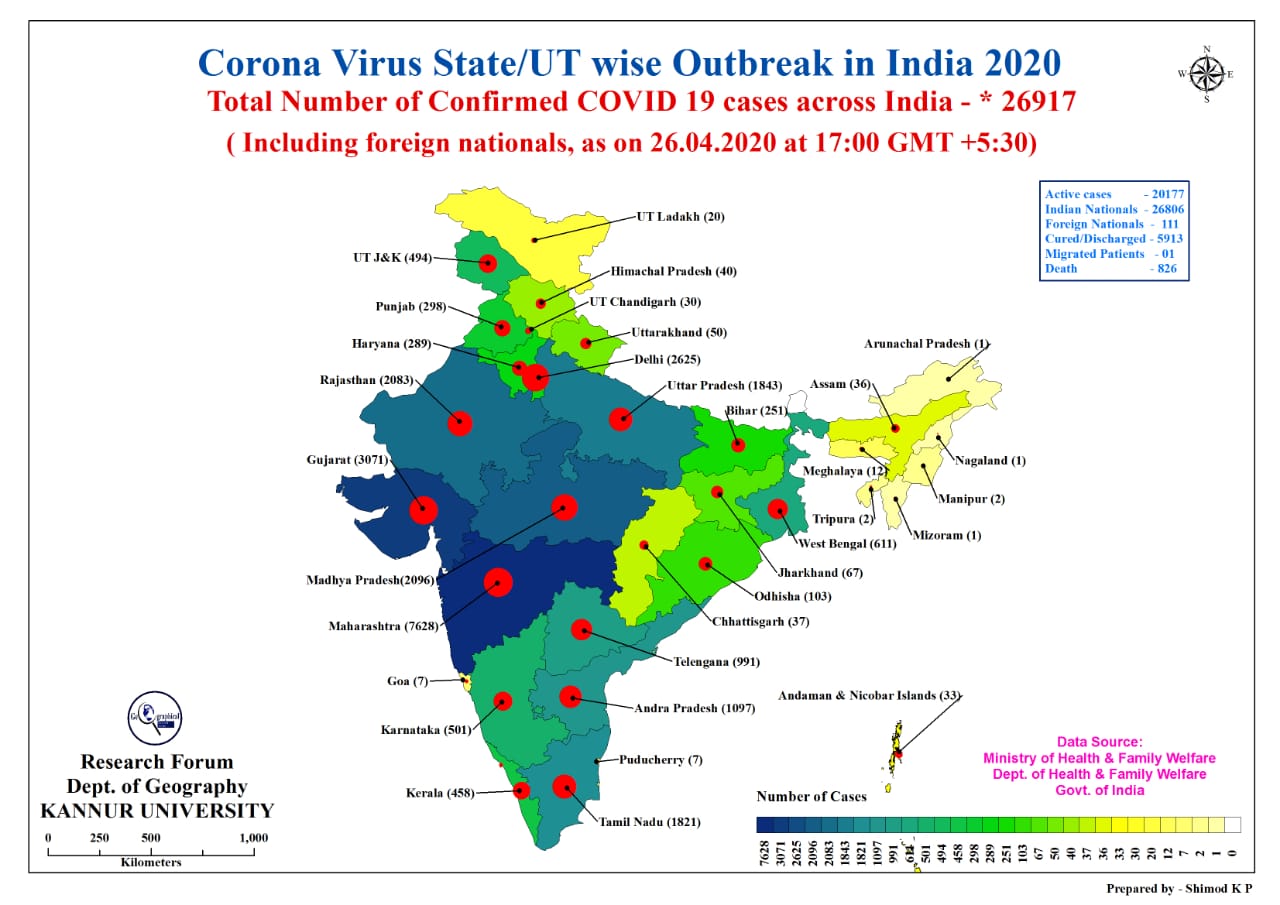 Corona Virus State/UT wise Outbreak in India 2020
Total Number of Confirmed COVID 19 cases across India - * 26917
( Including foreign nationals, as on 26.04.2020 at 17:00 GMT +5:30)
N
W
E
S
Active cases - 20177
Indian Nationals - 26806
Foreign Nationals - 111
Cured/Discharged - 5913
Migrated Patients - 01
Death - 826
UT Ladakh (20)
UT J&K (494)
Himachal Pradesh (40)
UT Chandigarh (30)
Punjab (298)
Uttarakhand (50)
Haryana (289)
Delhi (2625)
Arunachal Pradesh (1)
Rajasthan (2083)
Uttar Pradesh (1843)
Assam (36)
Bihar (251)
Gujarat (3071)
Nagaland (1)
Meghalaya (12)
Manipur (2)
Tripura (2)
Mizoram (1)
West Bengal (611)
Jharkhand (67)
Madhya Pradesh(2096)
Odhisha (103)
Chhattisgarh (37)
Maharashtra (7628)
Telengana (991)
Goa (7)
Andaman & Nicobar Islands (33)
Andra Pradesh (1097)
Karnataka (501)
Puducherry (7)
Kerala (458)
Tamil Nadu (1821)
Data Source:
Ministry of Health & Family Welfare
Dept. of Health & Family Welfare
Govt. of India
Research Forum
Dept. of Geography
KANNUR UNIVERSITY
0 250 500 1,000
Kilometers
Number of Cases
7628 3071 2625 2096 2083 1843 1821 1097 991 611 501 494 458 298 289 251 103 67 50 40 37 36 33 30 20 12 7 2 1 0
Prepared by - Shimod K P